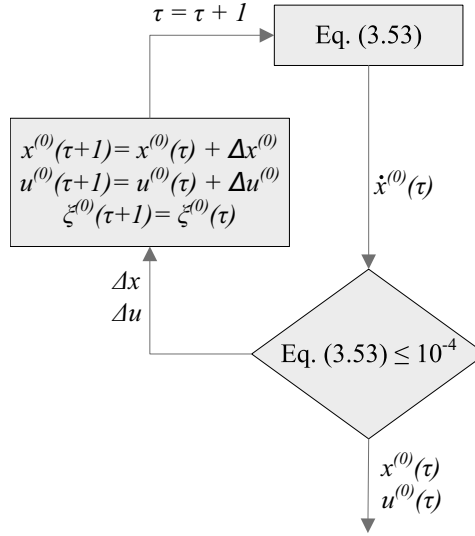 τ = τ + 1
Eq. (3.53)
x⁽⁰⁾(τ+1)= x⁽⁰⁾(τ) + Δx⁽⁰⁾
u⁽⁰⁾(τ+1)= u⁽⁰⁾(τ) + Δu⁽⁰⁾
ξ⁽⁰⁾(τ+1)= ξ⁽⁰⁾(τ)
ẋ⁽⁰⁾(τ)
Δx
Δu
Eq. (3.53) ≤ 10⁻⁴
x⁽⁰⁾(τ)
u⁽⁰⁾(τ)